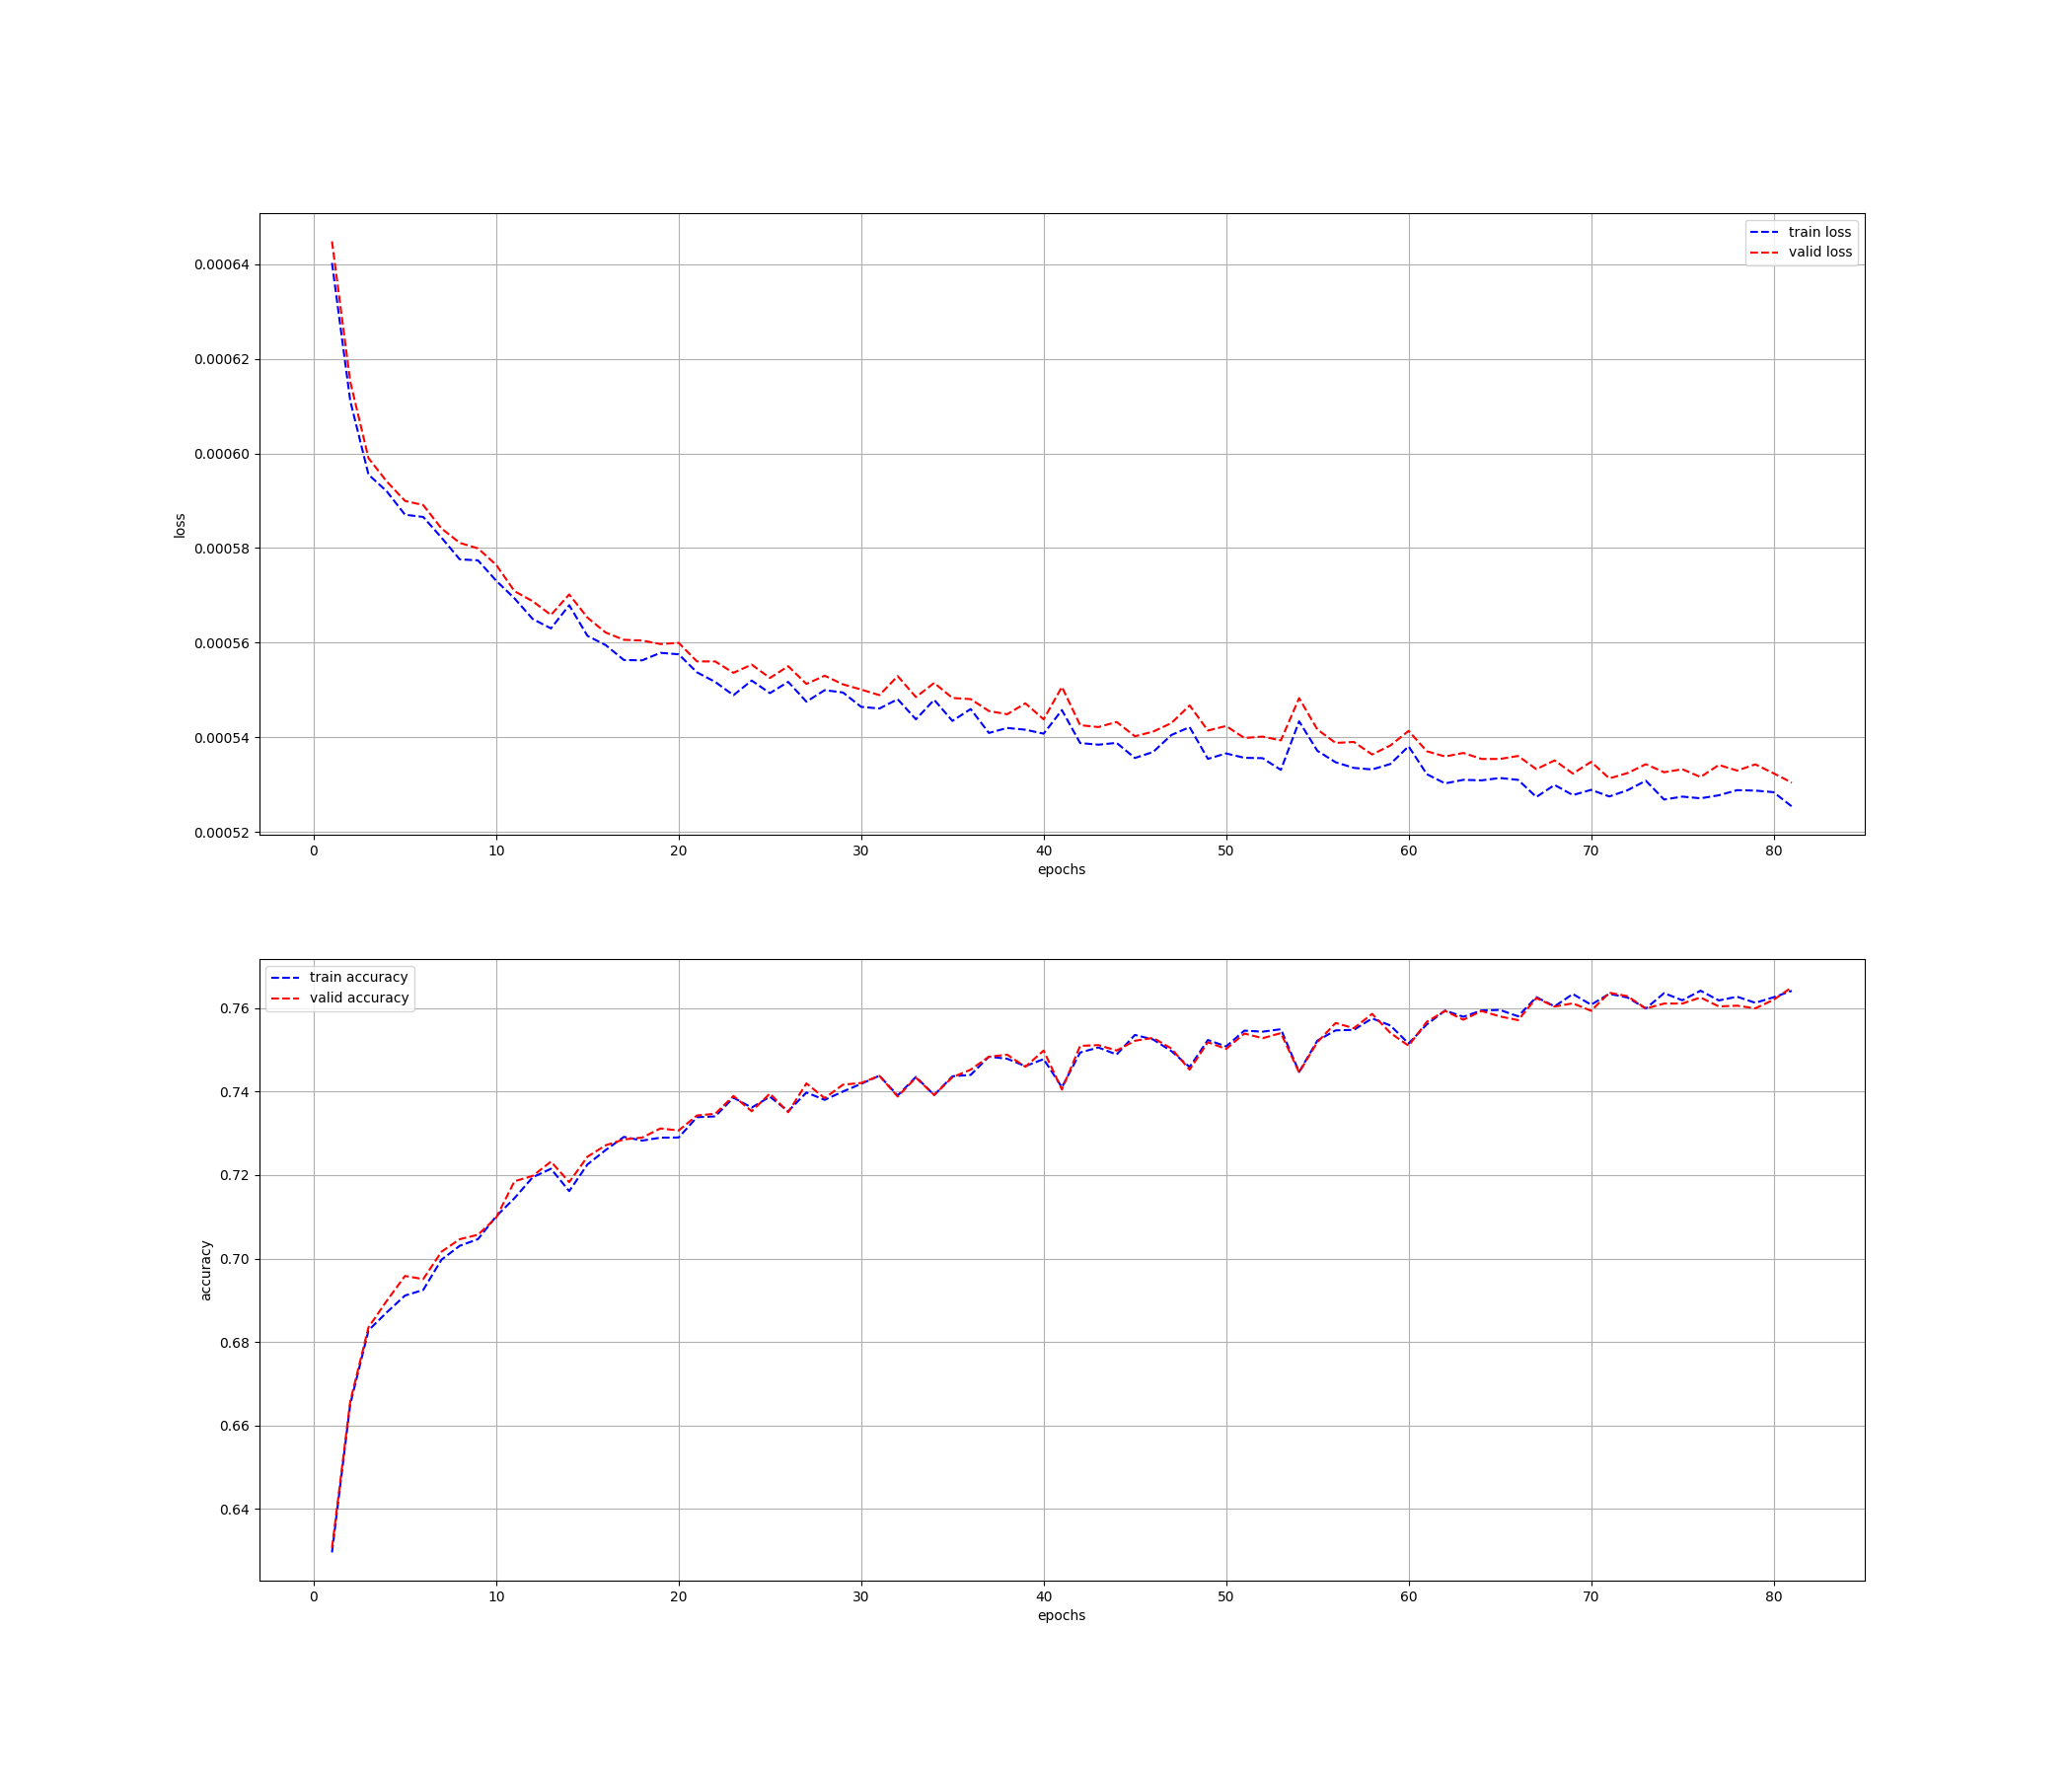 train loss
valid loss
0.00064
0.00062
0.00060
0.00058
0.00056
0.00054
0.00052
loss
0 10 20 30 40 50 60 70 80
epochs
train accuracy
valid accuracy
0.76
0.74
0.72
0.70
0.68
0.66
0.64
accuracy
0 10 20 30 40 50 60 70 80
epochs